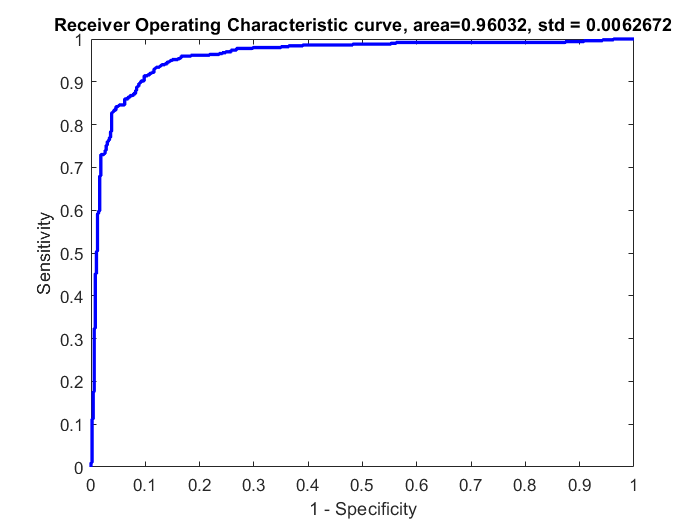 Receiver Operating Characteristic curve, area=0.96032, std = 0.0062672
1
0.9
0.8
0.7
0.6
0.5
0.4
0.3
0.2
0.1
0
Sensitivity
0 0.1 0.2 0.3 0.4 0.5 0.6 0.7 0.8 0.9 1
1 - Specificity